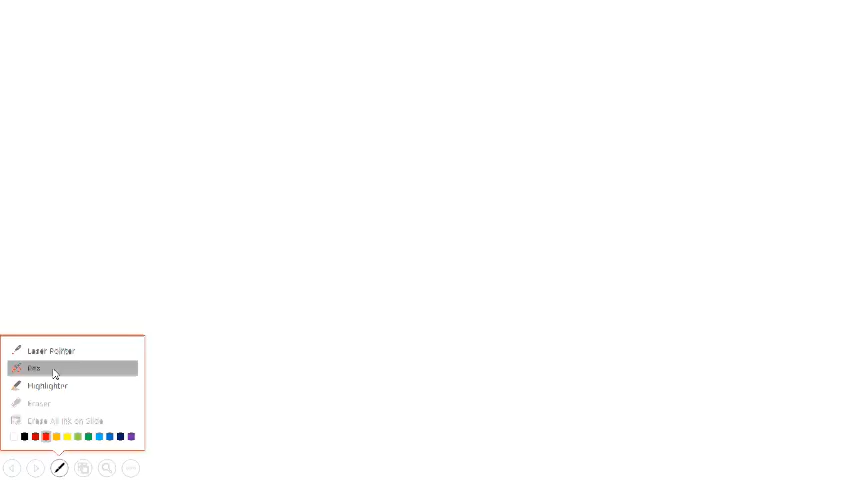 Laser Pointer
Pen
Highlighter
Eraser
Erase All Ink on Slide